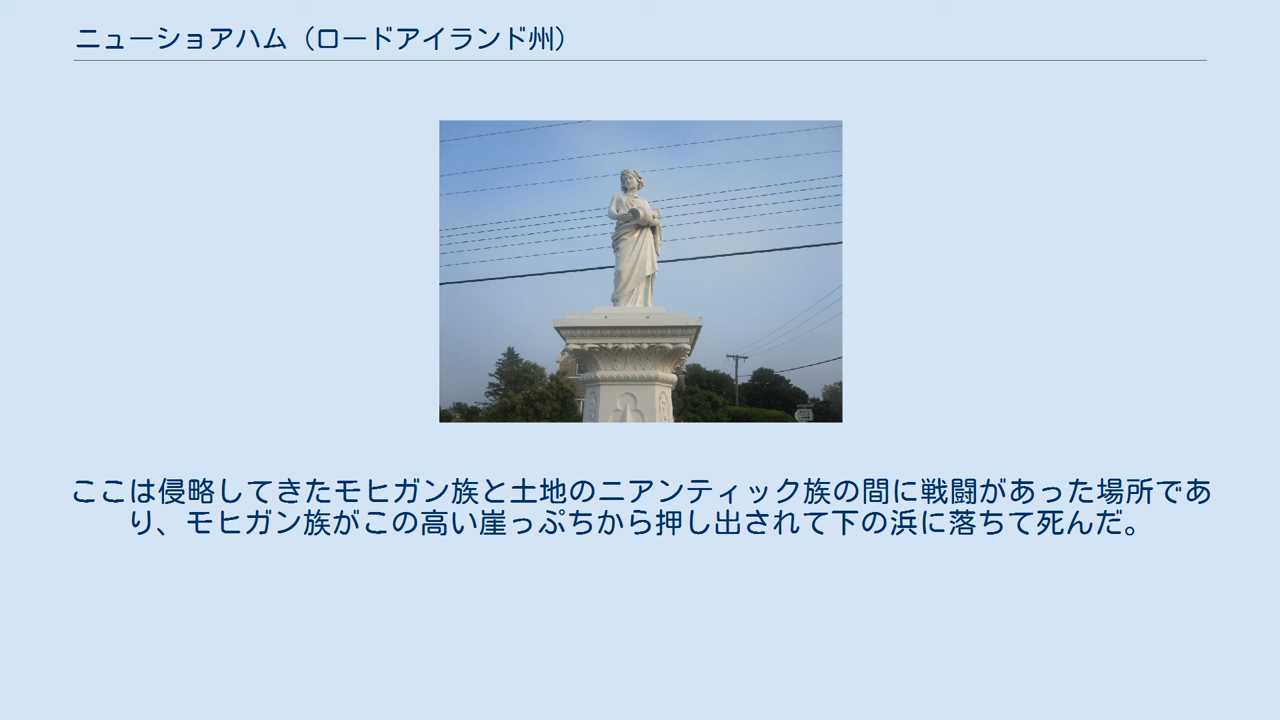 ニューショアハム（ロードアイランド州）
ここは侵略してきたモヒガン族と土地のニアンティック族の間に戦闘があった場所であ
り、モヒガン族がこの高い崖っぷちから押し出されて下の浜に落ちて死んだ。